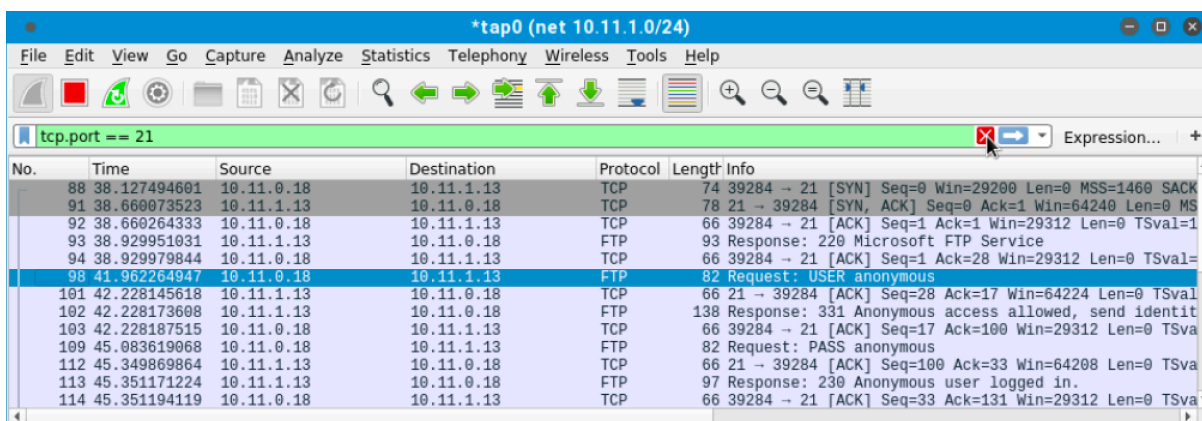 *tap0 (net 10.11.1.0/24)
File Edit View Go Capture Analyze Statistics Telephony Wireless Tools Help
tcp.port == 21 Expression... +
No. Time Source Destination Protocol Length Info
88 38.127494601 10.11.0.18 10.11.1.13 TCP 74 39284 → 21 [SYN] Seq=0 Win=29200 Len=0 MSS=1460 SACK
91 38.660073523 10.11.1.13 10.11.0.18 TCP 78 21 → 39284 [SYN, ACK] Seq=0 Ack=1 Win=64240 Len=0 MS
92 38.660264333 10.11.0.18 10.11.1.13 TCP 66 39284 → 21 [ACK] Seq=1 Ack=1 Win=29312 Len=0 TSval=1
93 38.929951031 10.11.1.13 10.11.0.18 FTP 93 Response: 220 Microsoft FTP Service
94 38.929979844 10.11.0.18 10.11.1.13 TCP 66 39284 → 21 [ACK] Seq=1 Ack=28 Win=29312 Len=0 TSval=
98 41.962264947 10.11.0.18 10.11.1.13 FTP 82 Request: USER anonymous
101 42.228145618 10.11.1.13 10.11.0.18 TCP 66 21 → 39284 [ACK] Seq=28 Ack=17 Win=64224 Len=0 TSval
102 42.228173608 10.11.1.13 10.11.0.18 FTP 138 Response: 331 Anonymous access allowed, send identit
103 42.228187515 10.11.0.18 10.11.1.13 TCP 66 39284 → 21 [ACK] Seq=17 Ack=100 Win=29312 Len=0 TSva
109 45.083619068 10.11.0.18 10.11.1.13 FTP 82 Request: PASS anonymous
112 45.349869864 10.11.1.13 10.11.0.18 TCP 66 21 → 39284 [ACK] Seq=100 Ack=33 Win=64208 Len=0 TSva
113 45.351171224 10.11.1.13 10.11.0.18 FTP 97 Response: 230 Anonymous user logged in.
114 45.351194119 10.11.0.18 10.11.1.13 TCP 66 39284 → 21 [ACK] Seq=33 Ack=131 Win=29312 Len=0 TSva